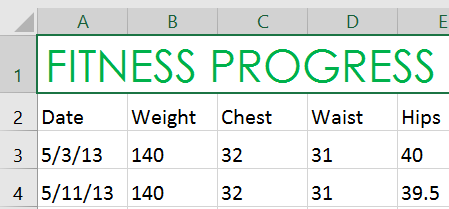 A B C D E
1 FITNESS PROGRESS
2 Date Weight Chest Waist Hips
3 5/3/13 140 32 31 40
4 5/11/13 140 32 31 39.5